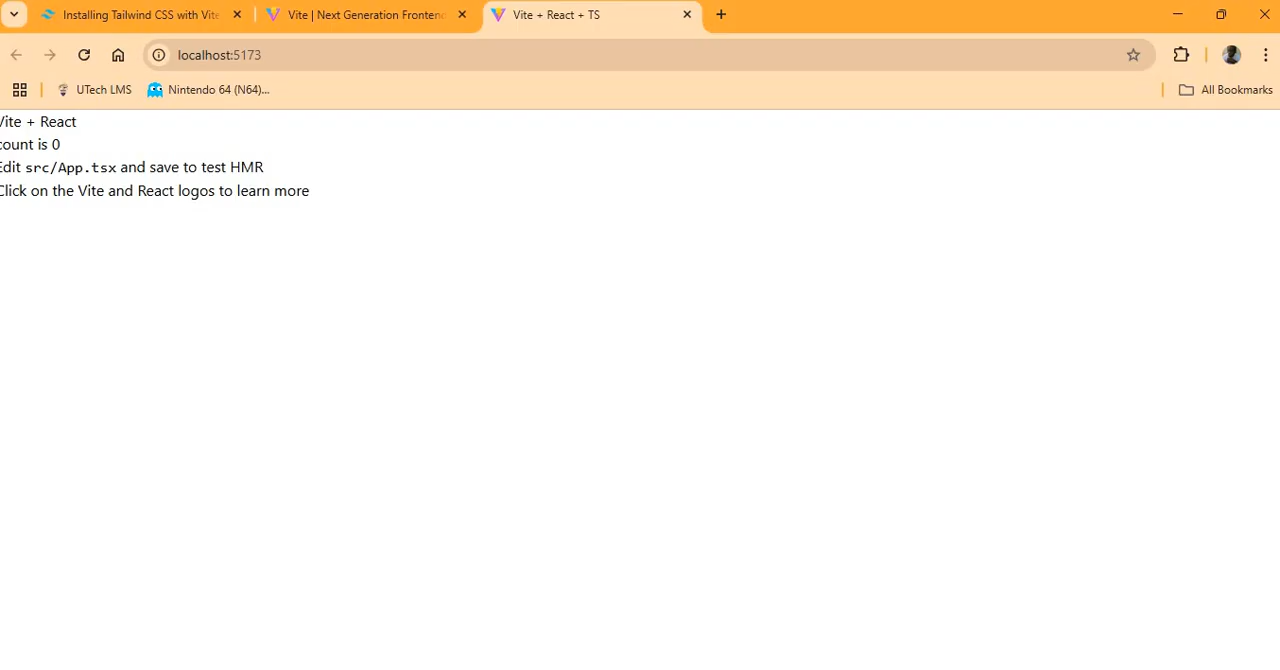 Installing Tailwind CSS with Vite
Vite | Next Generation Frontend
Vite + React + TS
localhost:5173
UTech LMS
Nintendo 64 (N64)...
All Bookmarks
Vite + React
count is 0
Edit src/App.tsx and save to test HMR
Click on the Vite and React logos to learn more